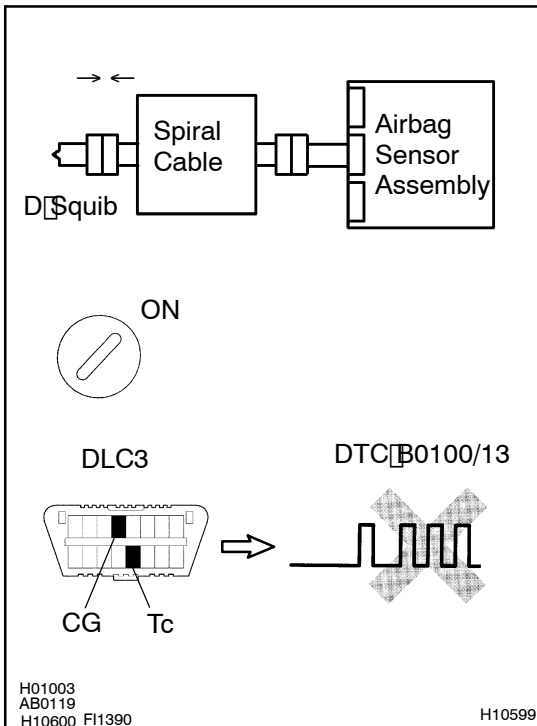 Spiral
Cable
Airbag
Sensor
Assembly
D Squib
ON
DLC3
DTC B0100/13
CG
Tc
H01003
AB0119
H10600 FI1390
H10599